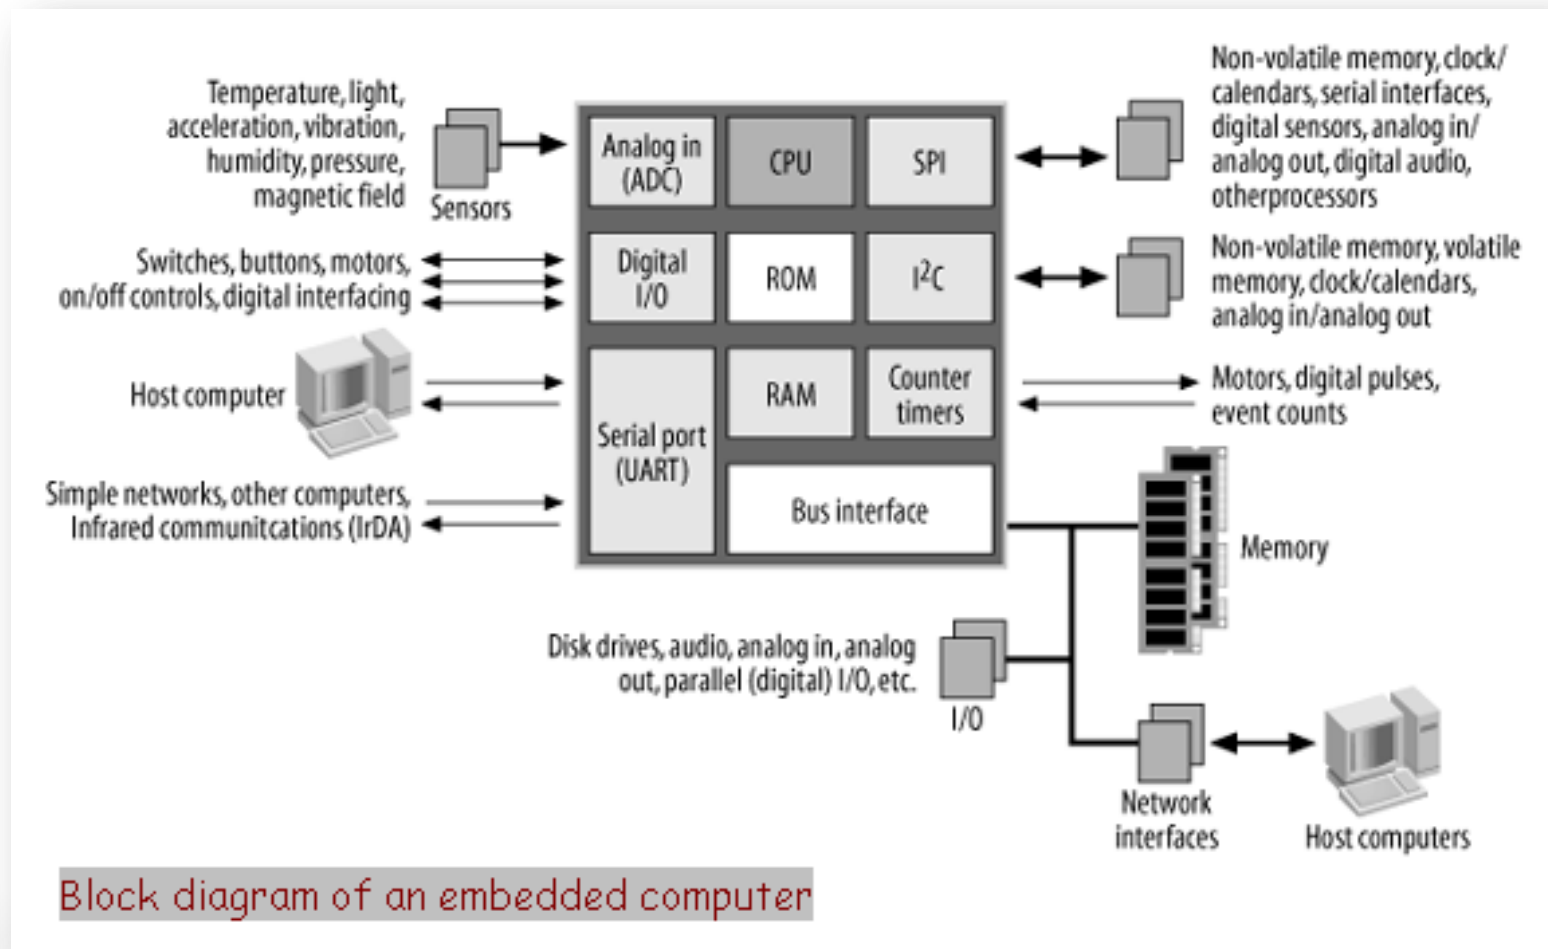 Temperature, light,
acceleration, vibration,
humidity, pressure,
magnetic field
Sensors
Switches, buttons, motors,
on/off controls, digital interfacing
Host computer
Simple networks, other computers,
Infrared communitcations (IrDA)
Analog in
(ADC)
CPU
SPI
Digital
I/O
ROM
I²C
Serial port
(UART)
RAM
Counter
timers
Bus interface
Non-volatile memory, clock/
calendars, serial interfaces,
digital sensors, analog in/
analog out, digital audio,
otherprocessors
Non-volatile memory, volatile
memory, clock/calendars,
analog in/analog out
Motors, digital pulses,
event counts
Memory
Disk drives, audio, analog in, analog
out, parallel (digital) I/O, etc.
I/O
Network
interfaces
Host computers
Block diagram of an embedded computer